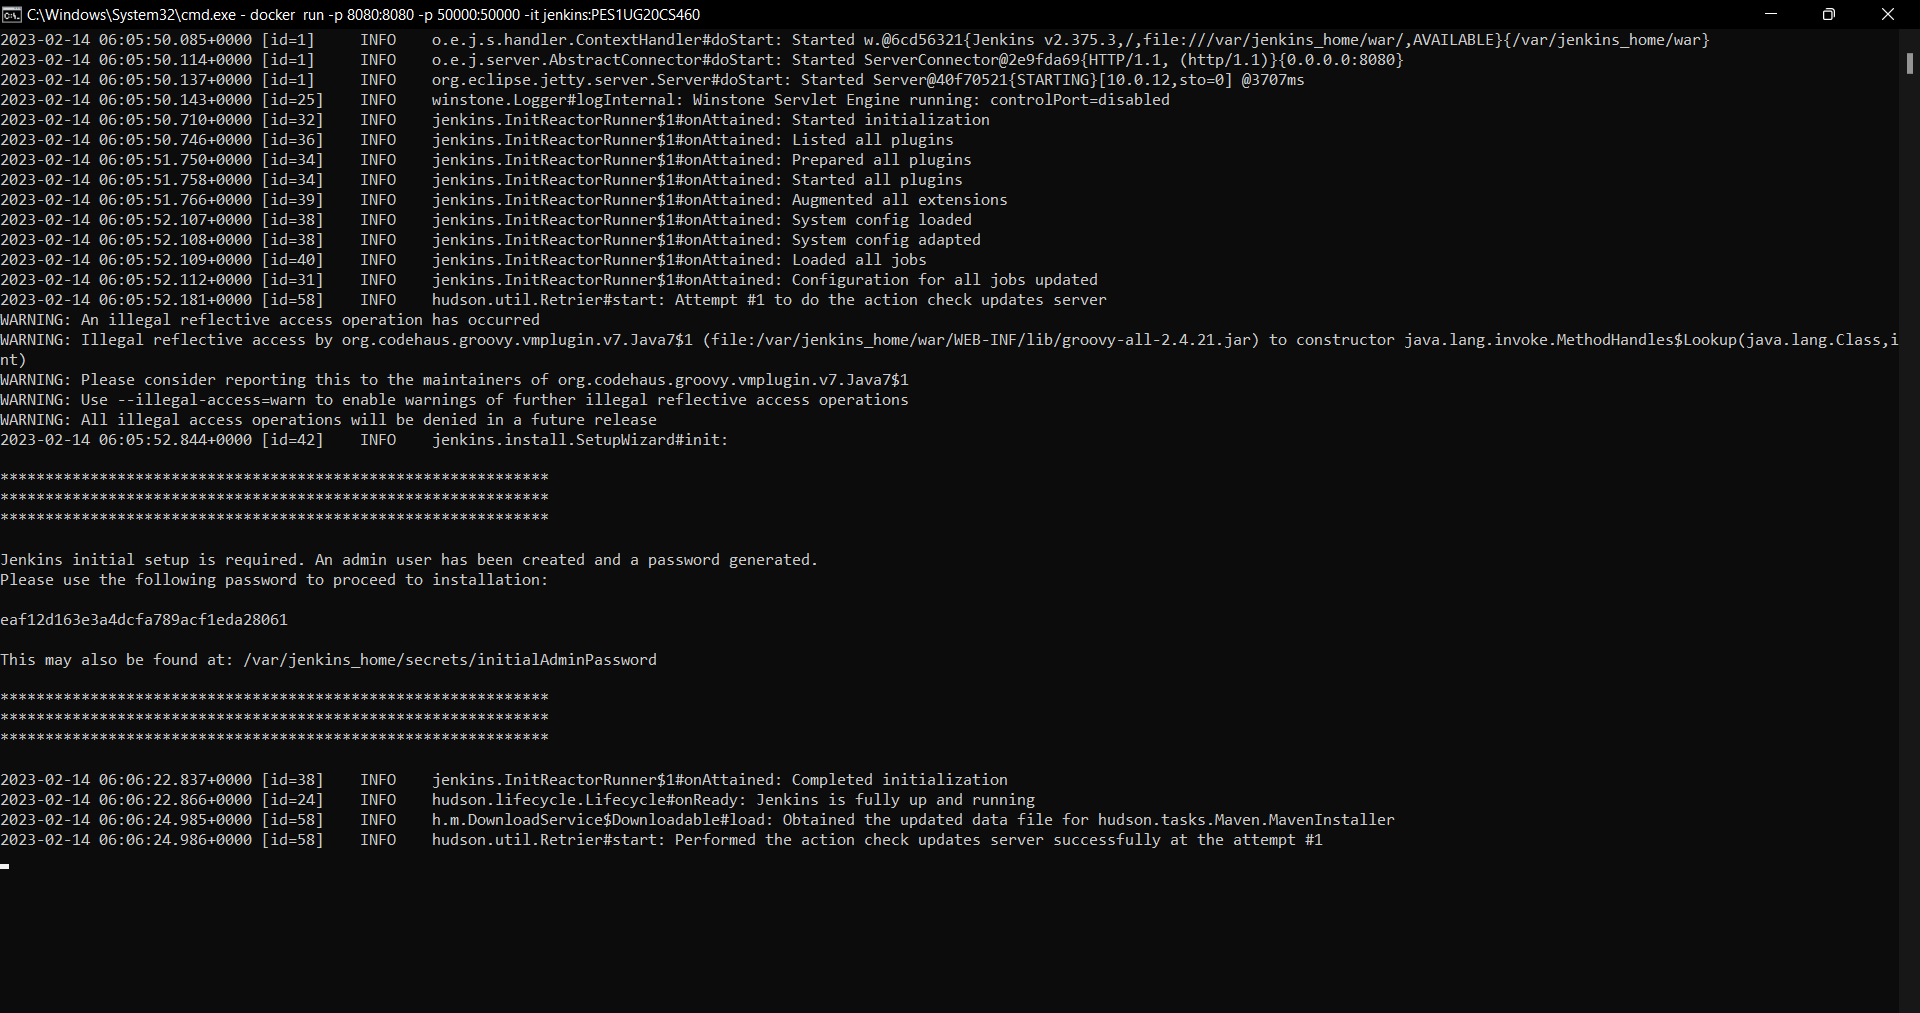 C:\Windows\System32\cmd.exe - docker  run -p 8080:8080 -p 50000:50000 -it jenkins:PES1UG20CS460
2023-02-14 06:05:50.085+0000 [id=1]     INFO    o.e.j.s.handler.ContextHandler#doStart: Started w.@6cd56321{Jenkins v2.375.3,/,file:///var/jenkins_home/war/,AVAILABLE}{/var/jenkins_home/war}
2023-02-14 06:05:50.114+0000 [id=1]     INFO    o.e.j.server.AbstractConnector#doStart: Started ServerConnector@2e9fda69{HTTP/1.1, (http/1.1)}{0.0.0.0:8080}
2023-02-14 06:05:50.137+0000 [id=1]     INFO    org.eclipse.jetty.server.Server#doStart: Started Server@40f70521{STARTING}[10.0.12,sto=0] @3707ms
2023-02-14 06:05:50.143+0000 [id=25]    INFO    winstone.Logger#logInternal: Winstone Servlet Engine running: controlPort=disabled
2023-02-14 06:05:50.710+0000 [id=32]    INFO    jenkins.InitReactorRunner$1#onAttained: Started initialization
2023-02-14 06:05:50.746+0000 [id=36]    INFO    jenkins.InitReactorRunner$1#onAttained: Listed all plugins
2023-02-14 06:05:51.750+0000 [id=34]    INFO    jenkins.InitReactorRunner$1#onAttained: Prepared all plugins
2023-02-14 06:05:51.758+0000 [id=34]    INFO    jenkins.InitReactorRunner$1#onAttained: Started all plugins
2023-02-14 06:05:51.766+0000 [id=39]    INFO    jenkins.InitReactorRunner$1#onAttained: Augmented all extensions
2023-02-14 06:05:52.107+0000 [id=38]    INFO    jenkins.InitReactorRunner$1#onAttained: System config loaded
2023-02-14 06:05:52.108+0000 [id=38]    INFO    jenkins.InitReactorRunner$1#onAttained: System config adapted
2023-02-14 06:05:52.109+0000 [id=40]    INFO    jenkins.InitReactorRunner$1#onAttained: Loaded all jobs
2023-02-14 06:05:52.112+0000 [id=31]    INFO    jenkins.InitReactorRunner$1#onAttained: Configuration for all jobs updated
2023-02-14 06:05:52.181+0000 [id=58]    INFO    hudson.util.Retrier#start: Attempt #1 to do the action check updates server
WARNING: An illegal reflective access operation has occurred
WARNING: Illegal reflective access by org.codehaus.groovy.vmplugin.v7.Java7$1 (file:/var/jenkins_home/war/WEB-INF/lib/groovy-all-2.4.21.jar) to constructor java.lang.invoke.MethodHandles$Lookup(java.lang.Class,i
nt)
WARNING: Please consider reporting this to the maintainers of org.codehaus.groovy.vmplugin.v7.Java7$1
WARNING: Use --illegal-access=warn to enable warnings of further illegal reflective access operations
WARNING: All illegal access operations will be denied in a future release
2023-02-14 06:05:52.844+0000 [id=42]    INFO    jenkins.install.SetupWizard#init:
*************************************************************
*************************************************************
*************************************************************
Jenkins initial setup is required. An admin user has been created and a password generated.
Please use the following password to proceed to installation:
eaf12d163e3a4dcfa789acf1eda28061
This may also be found at: /var/jenkins_home/secrets/initialAdminPassword
*************************************************************
*************************************************************
*************************************************************
2023-02-14 06:06:22.837+0000 [id=38]    INFO    jenkins.InitReactorRunner$1#onAttained: Completed initialization
2023-02-14 06:06:22.866+0000 [id=24]    INFO    hudson.lifecycle.Lifecycle#onReady: Jenkins is fully up and running
2023-02-14 06:06:24.985+0000 [id=58]    INFO    h.m.DownloadService$Downloadable#load: Obtained the updated data file for hudson.tasks.Maven.MavenInstaller
2023-02-14 06:06:24.986+0000 [id=58]    INFO    hudson.util.Retrier#start: Performed the action check updates server successfully at the attempt #1